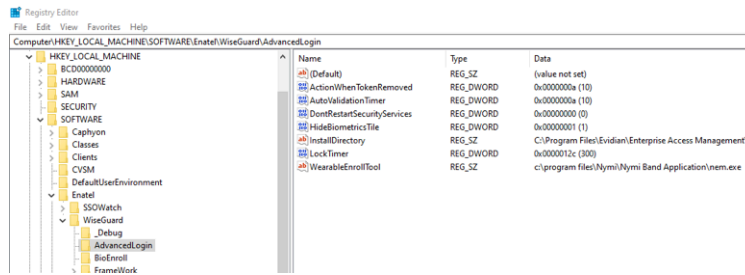 Registry Editor
File Edit View Favorites Help
Computer\HKEY_LOCAL_MACHINE\SOFTWARE\Enatel\WiseGuard\AdvancedLogin
HKEY_LOCAL_MACHINE
BCD00000000
HARDWARE
SAM
SECURITY
SOFTWARE
Caphyon
Classes
Clients
CVSM
DefaultUserEnvironment
Enatel
SSOWatch
WiseGuard
_Debug
AdvancedLogin
BioEnroll
FrameWork
Name Type Data
(Default) REG_SZ (value not set)
ActionWhenTokenRemoved REG_DWORD 0x0000000a (10)
AutoValidationTimer REG_DWORD 0x0000000a (10)
DontRestartSecurityServices REG_DWORD 0x00000000 (0)
HideBiometricsTile REG_DWORD 0x00000001 (1)
InstallDirectory REG_SZ C:\Program Files\Evidian\Enterprise Access Management\
LockTimer REG_DWORD 0x0000012c (300)
WearableEnrollTool REG_SZ c:\program files\Nymi\Nymi Band Application\nem.exe